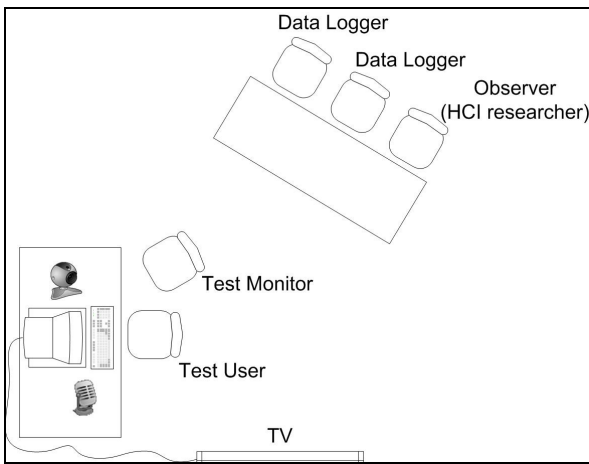 Data Logger
Data Logger
Observer
(HCI researcher)
Test Monitor
Test User
TV